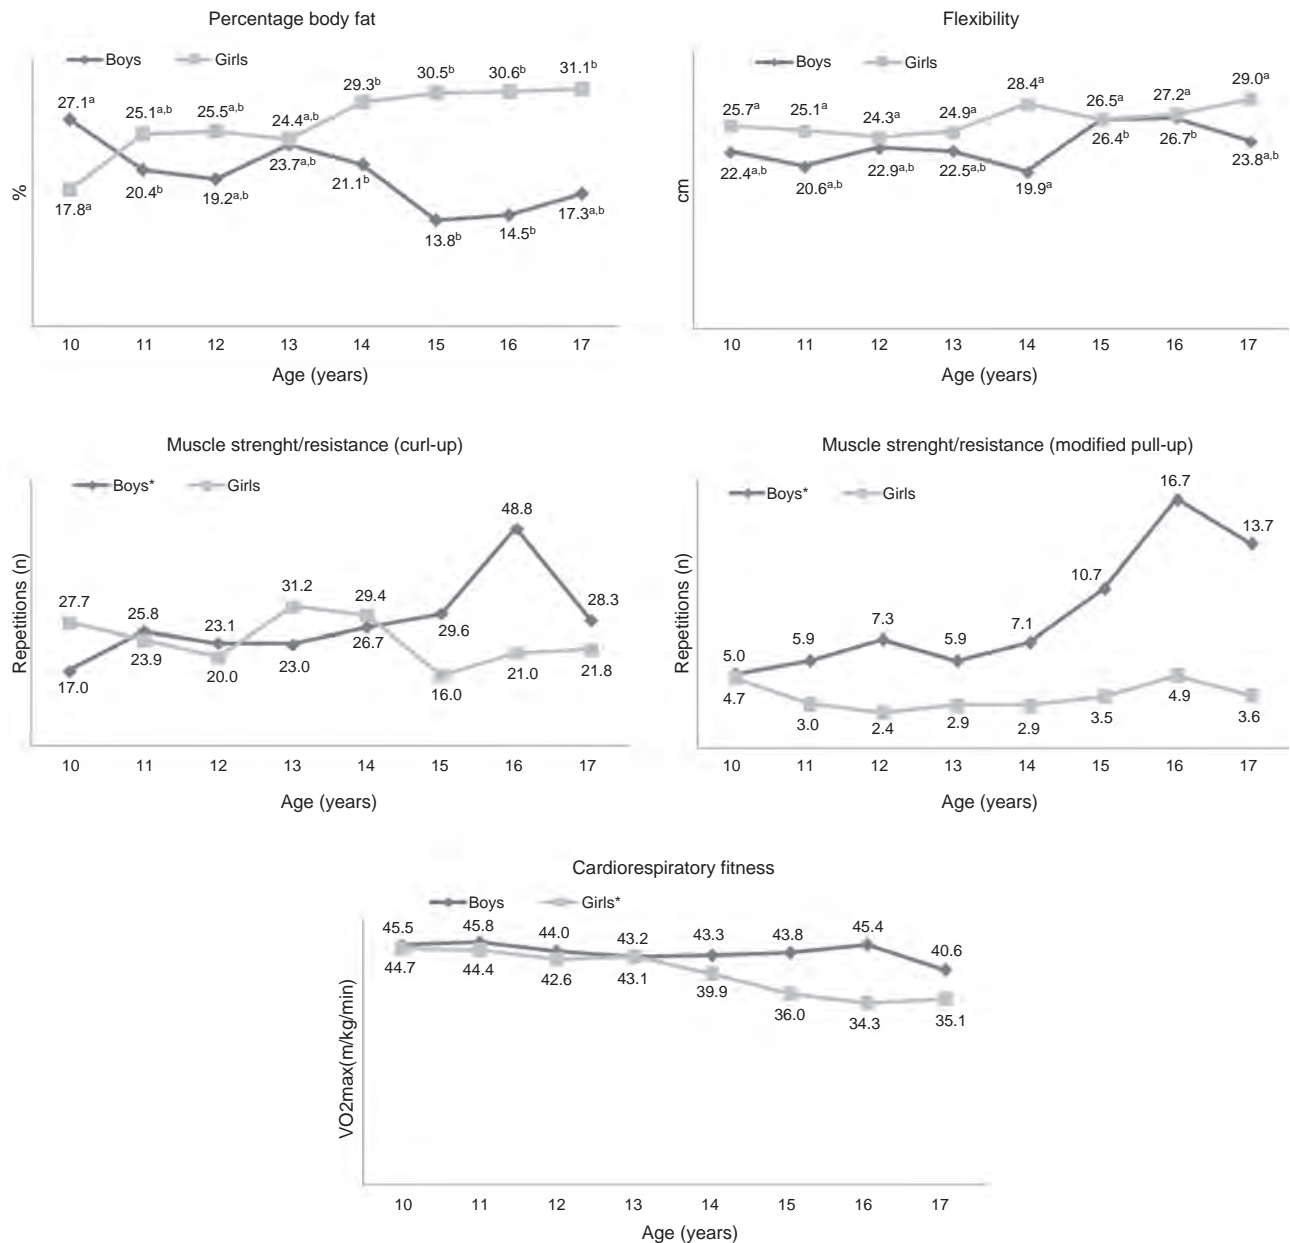 Percentage body fat
Boys Girls
27.1ᵃ 25.1ᵃ,ᵇ 25.5ᵃ,ᵇ 24.4ᵃ,ᵇ 29.3ᵇ 30.5ᵇ 30.6ᵇ 31.1ᵇ
17.8ᵃ 20.4ᵇ 19.2ᵃ,ᵇ 23.7ᵃ,ᵇ 21.1ᵇ 13.8ᵇ 14.5ᵇ 17.3ᵃ,ᵇ
%
10 11 12 13 14 15 16 17
Age (years)
Flexibility
Boys Girls
25.7ᵃ 25.1ᵃ 24.3ᵃ 24.9ᵃ 28.4ᵃ 26.5ᵃ 27.2ᵃ 29.0ᵃ
22.4ᵃ,ᵇ 20.6ᵃ,ᵇ 22.9ᵃ,ᵇ 22.5ᵃ,ᵇ 19.9ᵃ 26.4ᵇ 26.7ᵇ 23.8ᵃ,ᵇ
cm
10 11 12 13 14 15 16 17
Age (years)
Muscle strenght/resistance (curl-up)
Boys* Girls
27.7 25.8 23.1 31.2 29.4 29.6 48.8 28.3
17.0 23.9 20.0 23.0 26.7 16.0 21.0 21.8
Repetitions (n)
10 11 12 13 14 15 16 17
Age (years)
Muscle strenght/resistance (modified pull-up)
Boys* Girls
5.0 5.9 7.3 5.9 7.1 10.7 16.7 13.7
4.7 3.0 2.4 2.9 2.9 3.5 4.9 3.6
Repetitions (n)
10 11 12 13 14 15 16 17
Age (years)
Cardiorespiratory fitness
Boys Girls*
45.5 45.8 44.0 43.2 43.3 43.8 45.4 40.6
44.7 44.4 42.6 43.1 39.9 36.0 34.3 35.1
VO2max(m/kg/min)
10 11 12 13 14 15 16 17
Age (years)